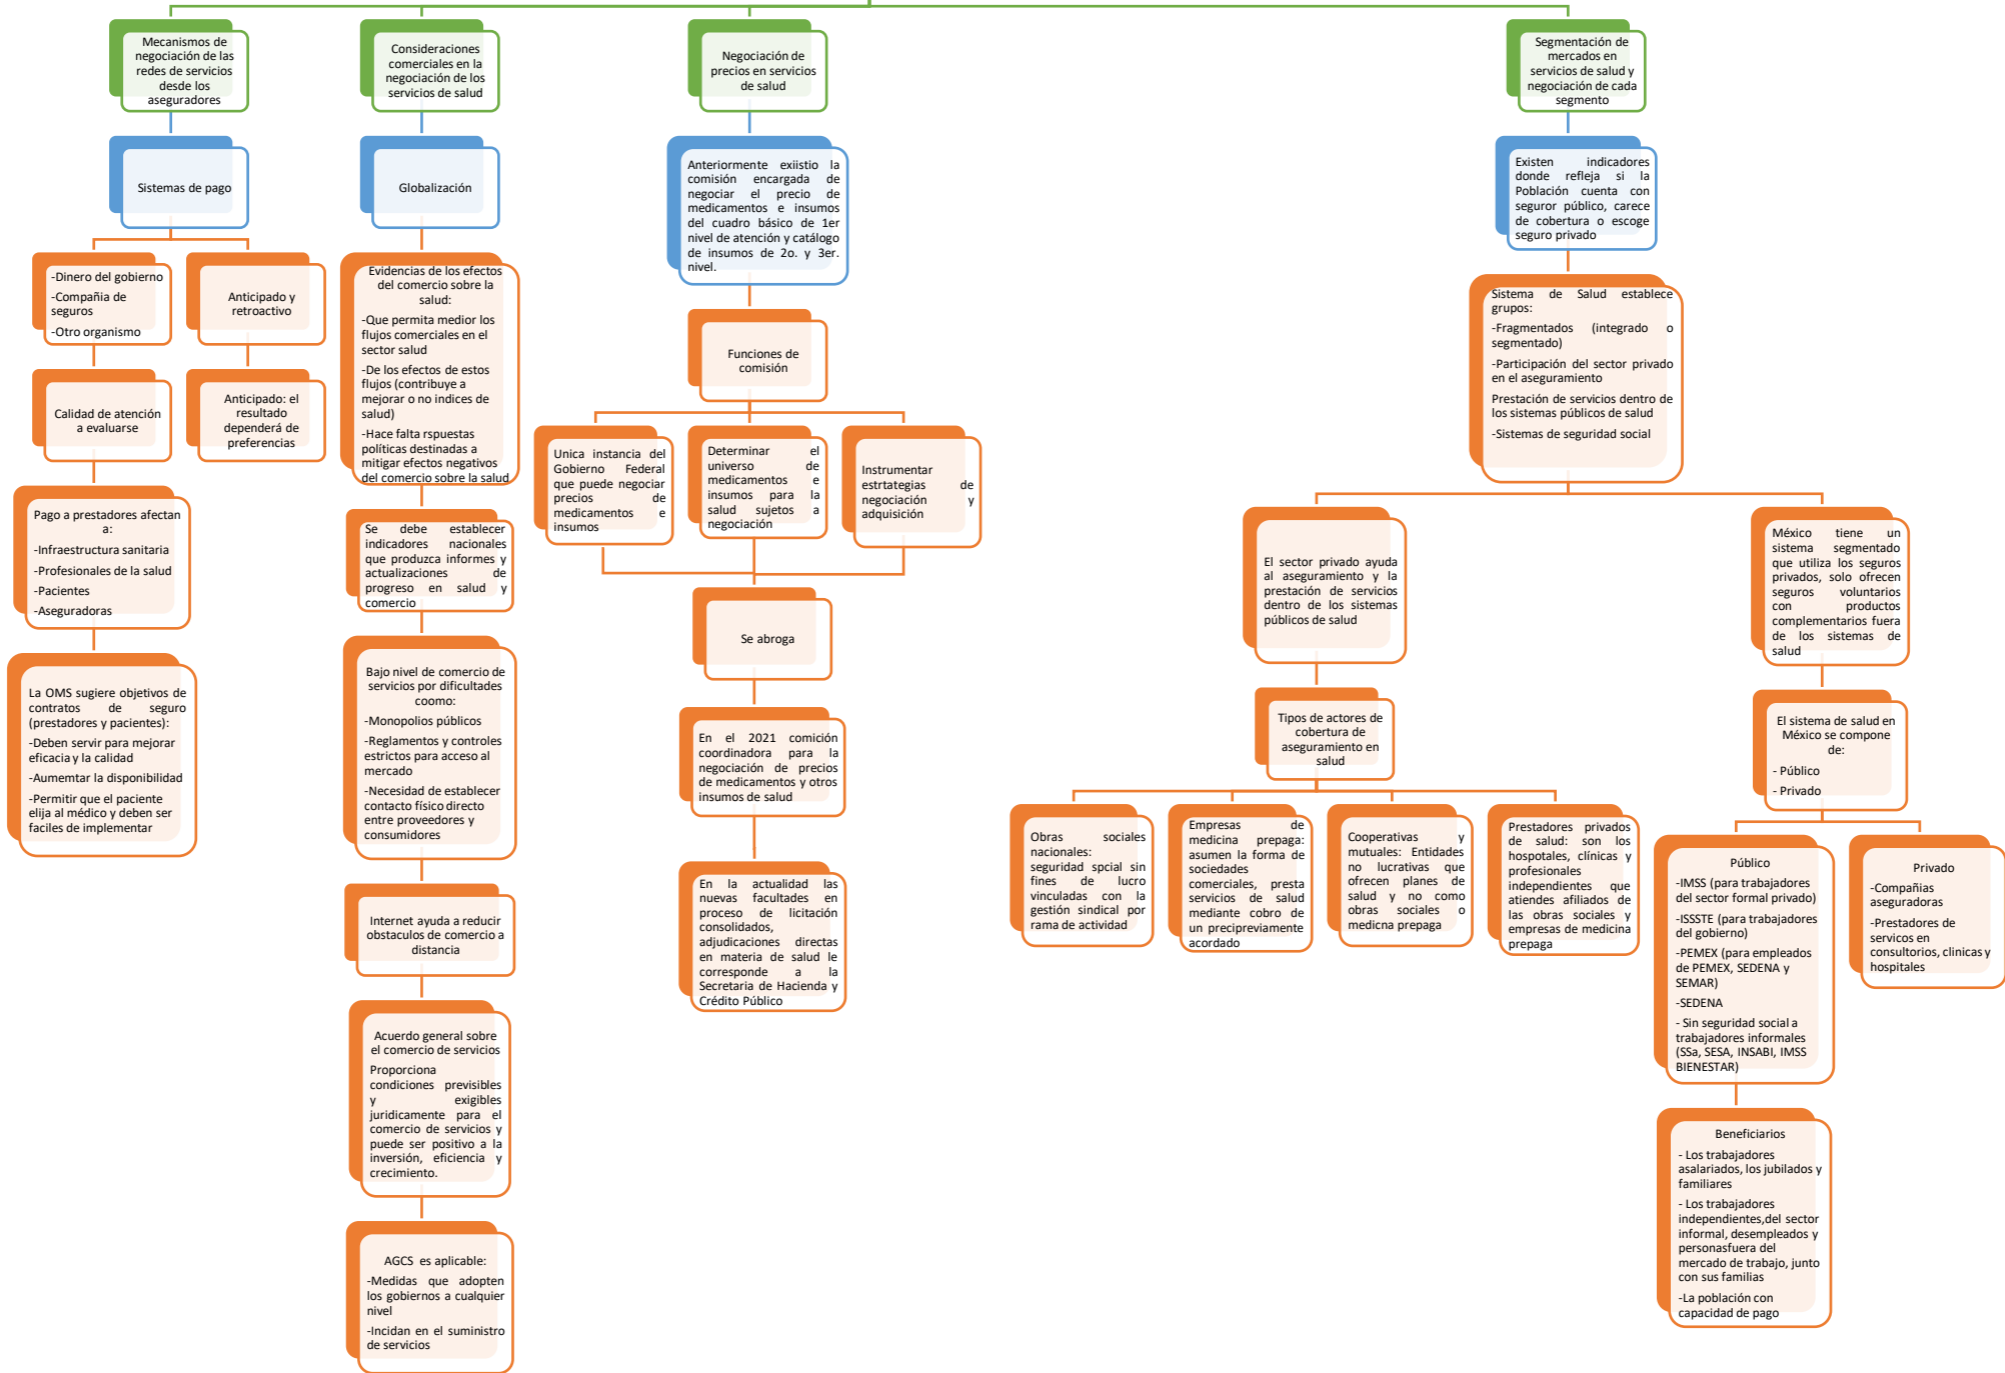 Mecanismos de
negociación de las
redes de servicios
desde los
aseguradores
Sistemas de pago
-Dinero del gobierno
-Compañia de
seguros
-Otro organismo
Calidad de atención
a evaluarse
Pago a prestadores afectan
a:
-Infraestructura sanitaria
-Profesionales de la salud
-Pacientes
-Aseguradoras
La OMS sugiere objetivos de
contratos de seguro
(prestadores y pacientes):
-Deben servir para mejorar
eficacia y la calidad
-Aumemtar la disponibilidad
-Permitir que el paciente
elija al médico y deben ser
faciles de implementar
Anticipado y
retroactivo
Anticipado: el
resultado
dependerá de
preferencias
Consideraciones
comerciales en la
negociación de los
servicios de salud
Globalización
Evidencias de los efectos
del comercio sobre la
salud:
-Que permita medior los
flujos comerciales en el
sector salud
-De los efectos de estos
flujos (contribuye a
mejorar o no indices de
salud)
-Hace falta rspuestas
políticas destinadas a
mitigar efectos negativos
del comercio sobre la salud
Se debe establecer
indicadores nacionales
que produzca informes y
actualizaciones de
progreso en salud y
comercio
Bajo nivel de comercio de
servicios por dificultades
coomo:
-Monopolios públicos
-Reglamentos y controles
estrictos para acceso al
mercado
-Necesidad de establecer
contacto físico directo
entre proveedores y
consumidores
Internet ayuda a reducir
obstaculos de comercio a
distancia
Acuerdo general sobre
el comercio de servicios
Proporciona
condiciones previsibles
y exigibles
juridicamente para el
comercio de servicios y
puede ser positivo a la
inversión, eficiencia y
crecimiento.
AGCS es aplicable:
-Medidas que adopten
los gobiernos a cualquier
nivel
-Incidan en el suministro
de servicios
Negociación de
precios en servicios
de salud
Anteriormente exiistio la
comisión encargada de
negociar el precio de
medicamentos e insumos
del cuadro básico de 1er
nivel de atención y catálogo
de insumos de 2o. y 3er.
nivel.
Funciones de
comisión
Unica instancia del
Gobierno Federal
que puede negociar
precios de
medicamentos e
insumos
Determinar el
universo de
medicamentos e
insumos para la
salud sujetos a
negociación
Instrumentar
estrtategias de
negociación y
adquisición
Se abroga
En el 2021 comición
coordinadora para la
negociación de precios
de medicamentos y otros
insumos de salud
En la actualidad las
nuevas facultades en
proceso de licitación
consolidados,
adjudicaciones directas
en materia de salud le
corresponde a la
Secretaria de Hacienda y
Crédito Público
Segmentación de
mercados en
servicios de salud y
negociación de cada
segmento
Existen indicadores
donde refleja si la
Población cuenta con
seguror público, carece
de cobertura o escoge
seguro privado
Sistema de Salud establece
grupos:
-Fragmentados (integrado o
segmentado)
-Participación del sector privado
en el aseguramiento
Prestación de servicios dentro de
los sistemas públicos de salud
-Sistemas de seguridad social
El sector privado ayuda
al aseguramiento y la
prestación de servicios
dentro de los sistemas
públicos de salud
Tipos de actores de
cobertura de
aseguramiento en
salud
Obras sociales
nacionales:
seguridad spcial sin
fines de lucro
vinculadas con la
gestión sindical por
rama de actividad
Empresas de
medicina prepaga:
asumen la forma de
sociedades
comerciales, presta
servicios de salud
mediante cobro de
un precipreviamente
acordado
Cooperativas y
mutuales: Entidades
no lucrativas que
ofrecen planes de
salud y no como
obras sociales o
medicna prepaga
Prestadores privados
de salud: son los
hospotales, clínicas y
profesionales
independientes que
atiendes afiliados de
las obras sociales y
empresas de medicina
prepaga
México tiene un
sistema segmentado
que utiliza los seguros
privados, solo ofrecen
seguros voluntarios
con productos
complementarios fuera
de los sistemas de
salud
El sistema de salud en
México se compone
de:
- Público
- Privado
Público
-IMSS (para trabajadores
del sector formal privado)
-ISSSTE (para trabajadores
del gobierno)
-PEMEX (para empleados
de PEMEX, SEDENA y
SEMAR)
-SEDENA
- Sin seguridad social a
trabajadores informales
(SSa, SESA, INSABI, IMSS
BIENESTAR)
Beneficiarios
- Los trabajadores
asalariados, los jubilados y
familiares
- Los trabajadores
independientes,del sector
informal, desempleados y
personasfuera del
mercado de trabajo, junto
con sus familias
-La población con
capacidad de pago
Privado
-Compañias
aseguradoras
-Prestadores de
servicos en
consultorios, clinicas y
hospitales